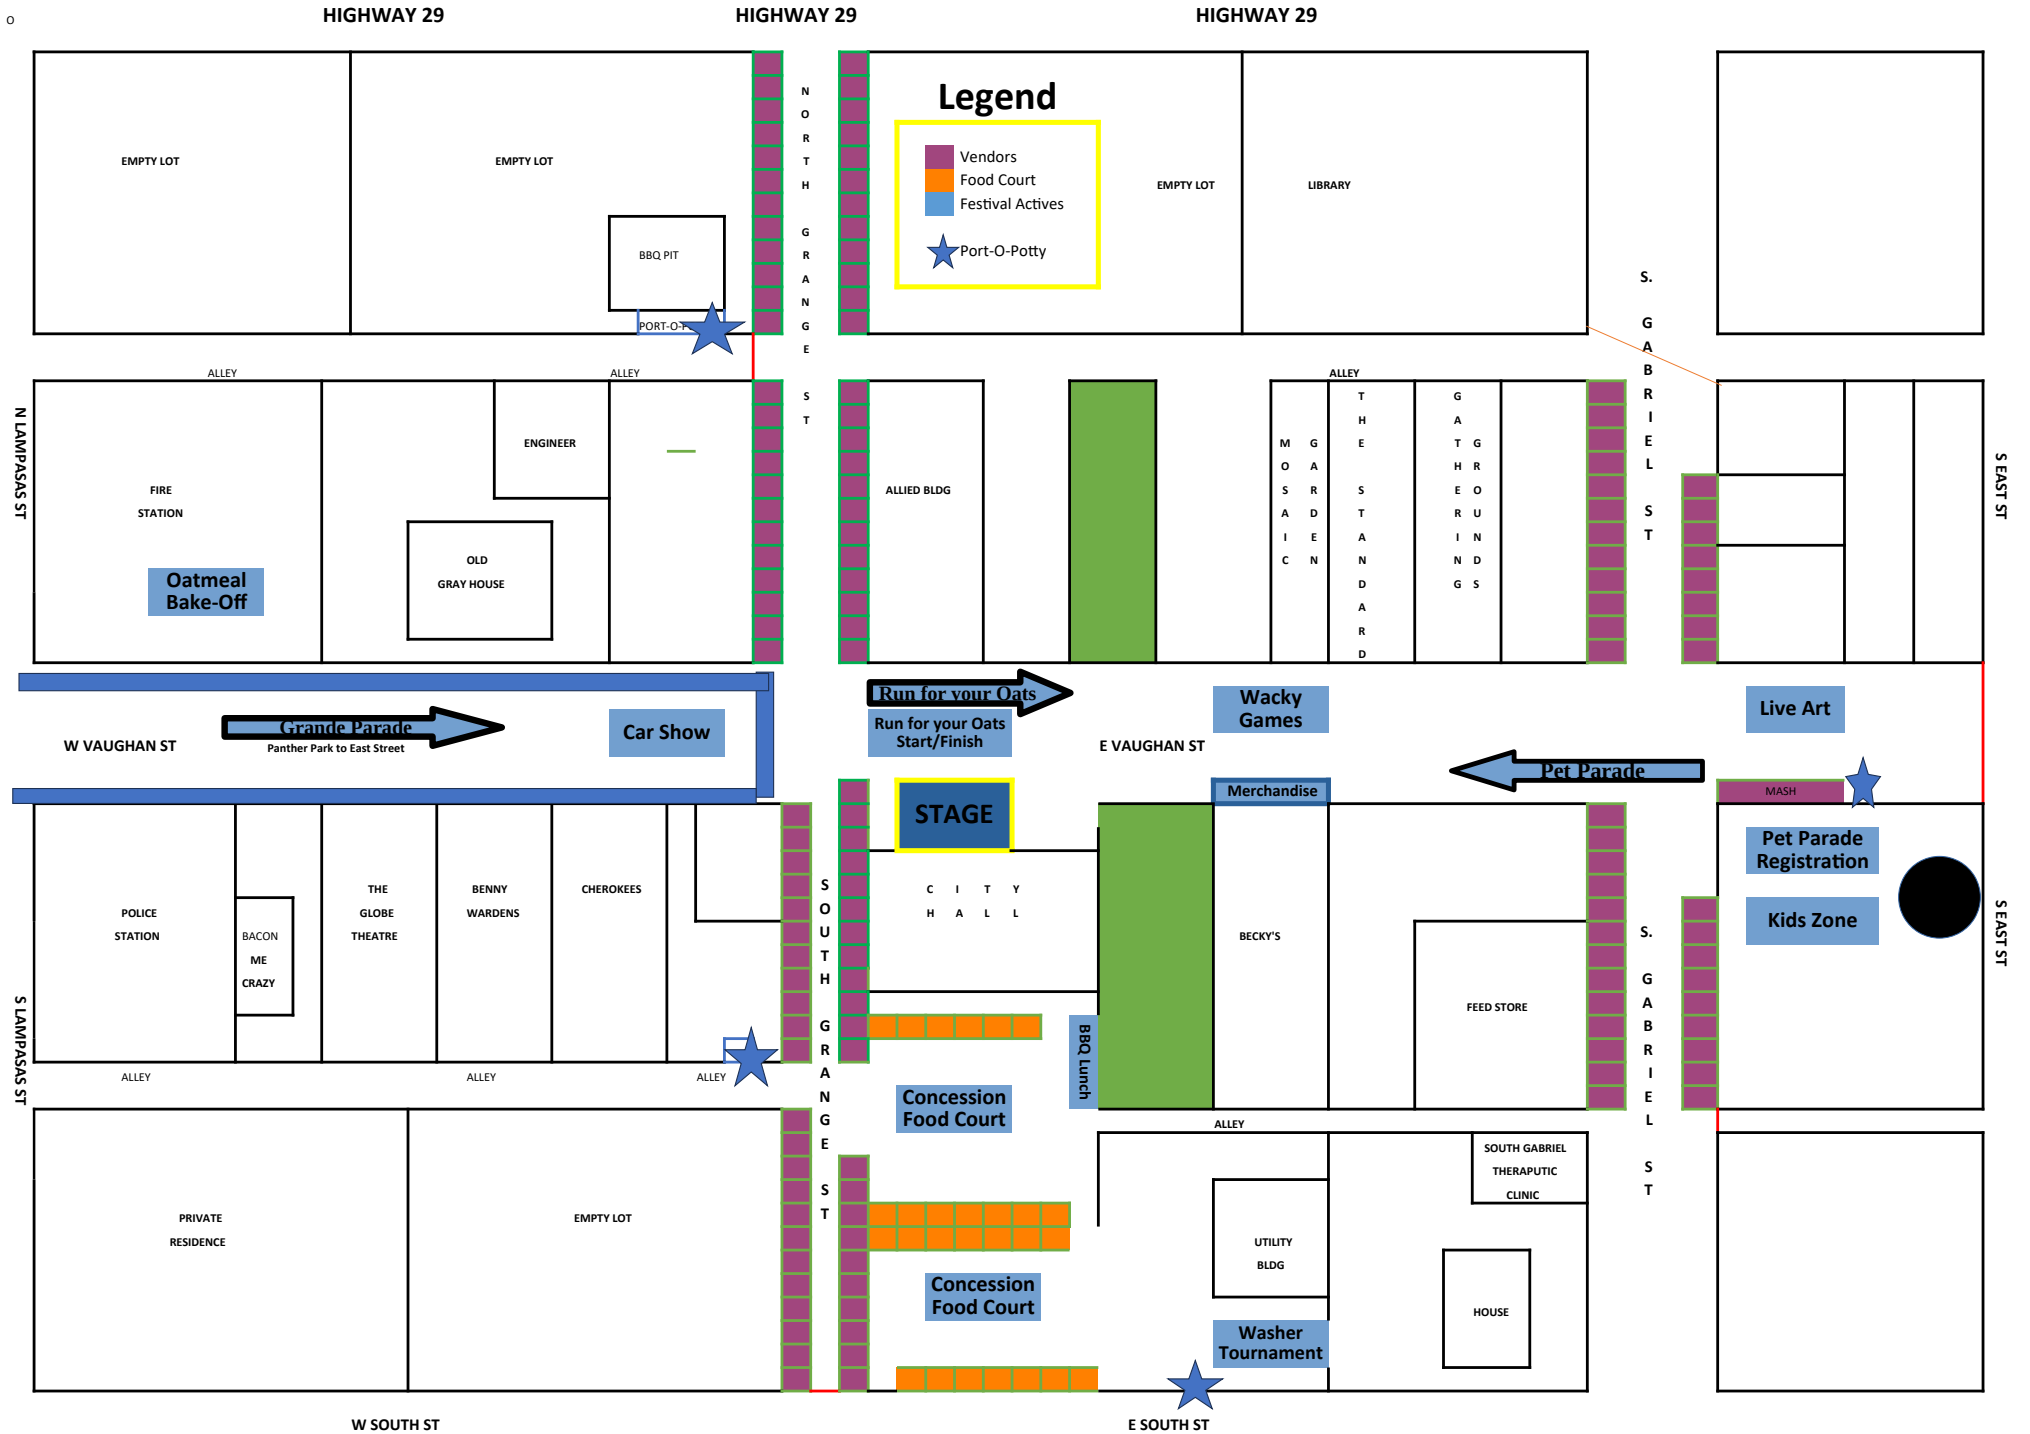 o
HIGHWAY 29
HIGHWAY 29
HIGHWAY 29
EMPTY LOT
EMPTY LOT
BBQ PIT
PORT-O-P
NORTH GRANGE ST
Legend
Vendors
Food Court
Festival Actives
Port-O-Potty
EMPTY LOT
LIBRARY
S. GABRIEL ST
ALLEY
ALLEY
ALLEY
N LAMPASAS ST
FIRE
STATION
Oatmeal
Bake-Off
ENGINEER
OLD
GRAY HOUSE
ALLIED BLDG
MOSAIC
GARDEN
THE STANDARD
GATHERING
GROUNDS
S EAST ST
Grande Parade
Panther Park to East Street
W VAUGHAN ST
Car Show
Run for your Oats
Run for your Oats
Start/Finish
Wacky
Games
E VAUGHAN ST
Live Art
Pet Parade
Merchandise
MASH
STAGE
Pet Parade
Registration
Kids Zone
POLICE
STATION
BACON
ME
CRAZY
THE
GLOBE
THEATRE
BENNY
WARDENS
CHEROKEES
SOUTH GRANGE ST
CITY
HALL
BECKY'S
FEED STORE
S. GABRIEL ST
S EAST ST
S LAMPASAS ST
ALLEY
ALLEY
ALLEY
BBQ Lunch
Concession
Food Court
ALLEY
SOUTH GABRIEL
THERAPUTIC
CLINIC
PRIVATE
RESIDENCE
EMPTY LOT
UTILITY
BLDG
Concession
Food Court
HOUSE
Washer
Tournament
W SOUTH ST
E SOUTH ST